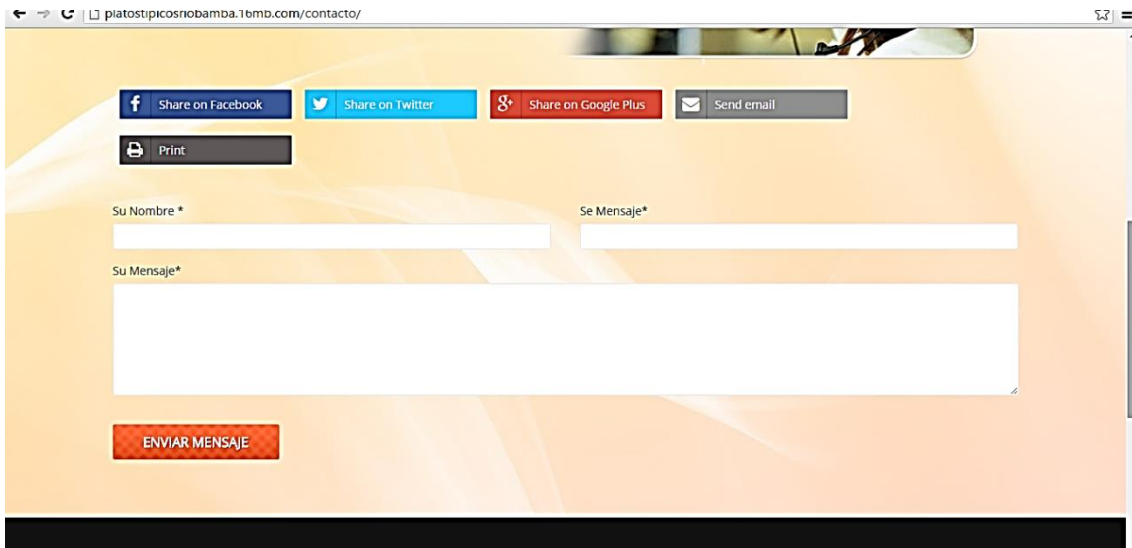 platostipicosriobamba.16mb.com/contacto/
f Share on Facebook Share on Twitter 8+ Share on Google Plus Send email
Print
Su Nombre * Se Mensaje*
Su Mensaje*
ENVIAR MENSAJE